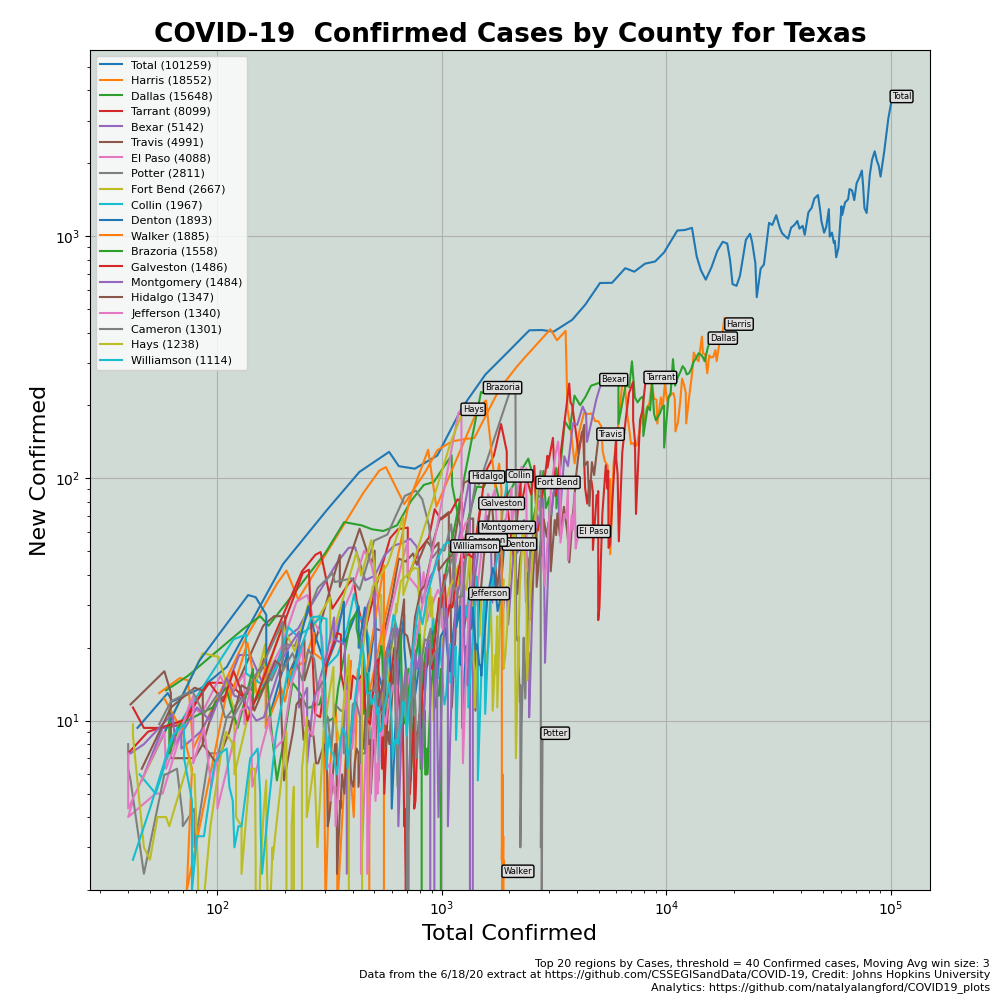 COVID-19  Confirmed Cases by County for Texas
Total (101259)
Harris (18552)
Dallas (15648)
Tarrant (8099)
Bexar (5142)
Travis (4991)
El Paso (4088)
Potter (2811)
Fort Bend (2667)
Collin (1967)
Denton (1893)
Walker (1885)
Brazoria (1558)
Galveston (1486)
Montgomery (1484)
Hidalgo (1347)
Jefferson (1340)
Cameron (1301)
Hays (1238)
Williamson (1114)
Total
Harris
Dallas
Bexar
Tarrant
Brazoria
Hays
Travis
Hidalgo
Collin
Fort Bend
Galveston
Montgomery
El Paso
Cameron
Williamson
Denton
Jefferson
Potter
Walker
10³
10²
10¹
New Confirmed
10²
10³
10⁴
10⁵
Total Confirmed
Top 20 regions by Cases, threshold = 40 Confirmed cases, Moving Avg win size: 3
Data from the 6/18/20 extract at https://github.com/CSSEGISandData/COVID-19, Credit: Johns Hopkins University
Analytics: https://github.com/natalyalangford/COVID19_plots